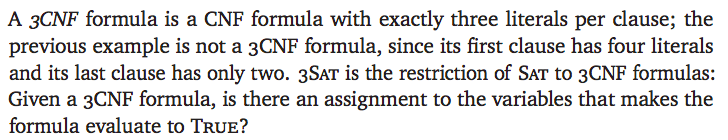 A 3CNF formula is a CNF formula with exactly three literals per clause; the
previous example is not a 3CNF formula, since its first clause has four literals
and its last clause has only two. 3SAT is the restriction of SAT to 3CNF formulas:
Given a 3CNF formula, is there an assignment to the variables that makes the
formula evaluate to TRUE?